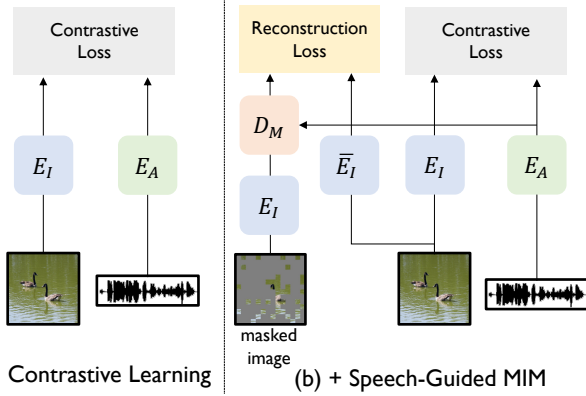 Contrastive
Loss
E_I
E_A
Contrastive Learning
Reconstruction
Loss
Contrastive
Loss
D_M
E_I
Ē_I
E_I
E_A
masked
image
(b) + Speech-Guided MIM